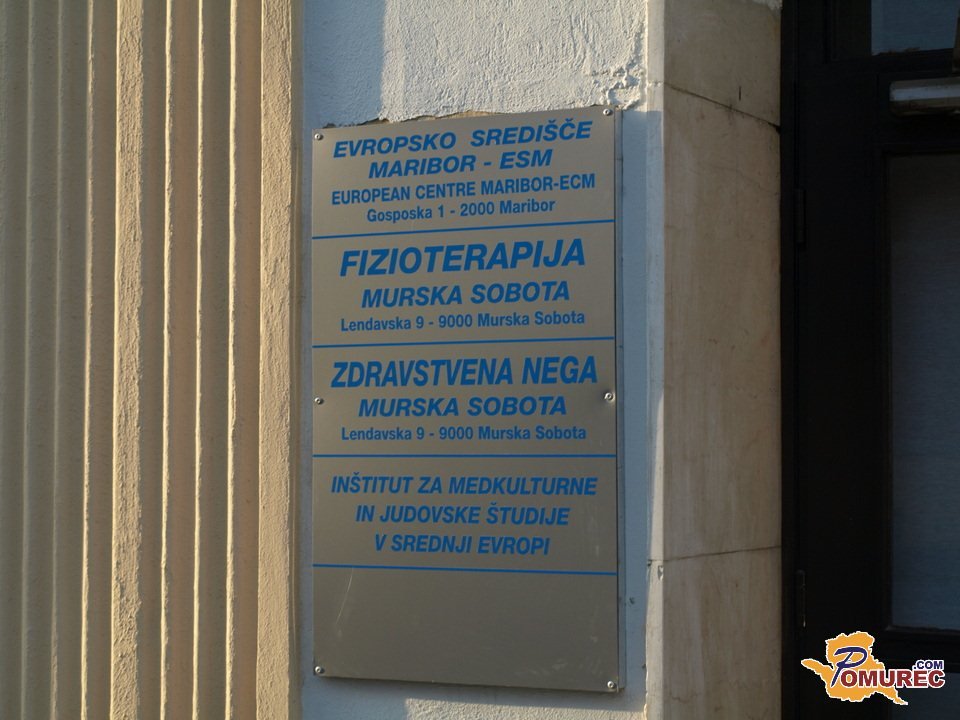 EVROPSKO SREDIŠČE
MARIBOR - ESM
EUROPEAN CENTRE MARIBOR-ECM
Gosposka 1 - 2000 Maribor
FIZIOTERAPIJA
MURSKA SOBOTA
Lendavska 9 - 9000 Murska Sobota
ZDRAVSTVENA NEGA
MURSKA SOBOTA
Lendavska 9 - 9000 Murska Sobota
INŠTITUT ZA MEDKULTURNE
IN JUDOVSKE ŠTUDIJE
V SREDNJI EVROPI
POMUREC.COM